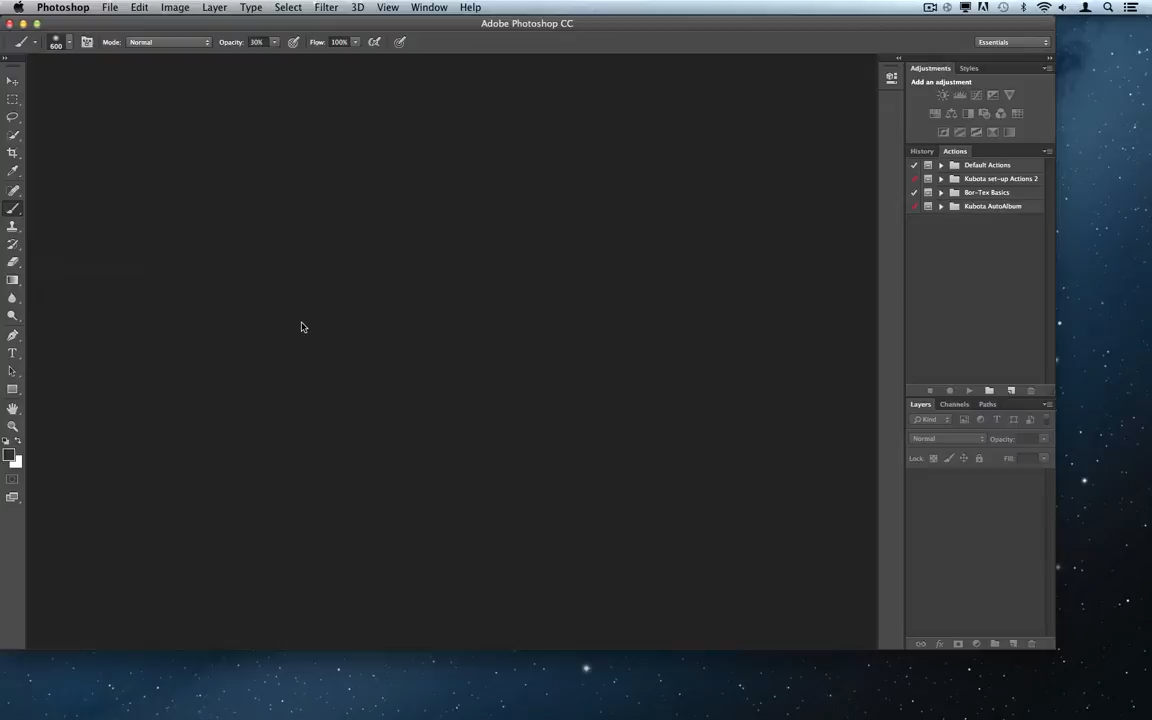 Photoshop File Edit Image Layer Type Select Filter 3D View Window Help
Adobe Photoshop CC
600 Mode: Normal Opacity: 30% Flow: 100% Essentials
Adjustments Styles
Add an adjustment
History Actions
Default Actions
Kubota set-up Actions 2
Bor-Tex Basics
Kubota AutoAlbum
Layers Channels Paths
Kind
Normal Opacity:
Lock: Fill: